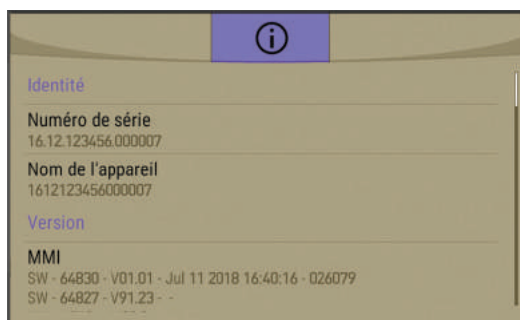 Identité
Numéro de série
16.12.123456.000007
Nom de l'appareil
1612123456000007
Version
MMI
SW - 64830 - V01.01 - Jul 11 2018 16:40:16 - 026079
SW - 64827 - V91.23 - -